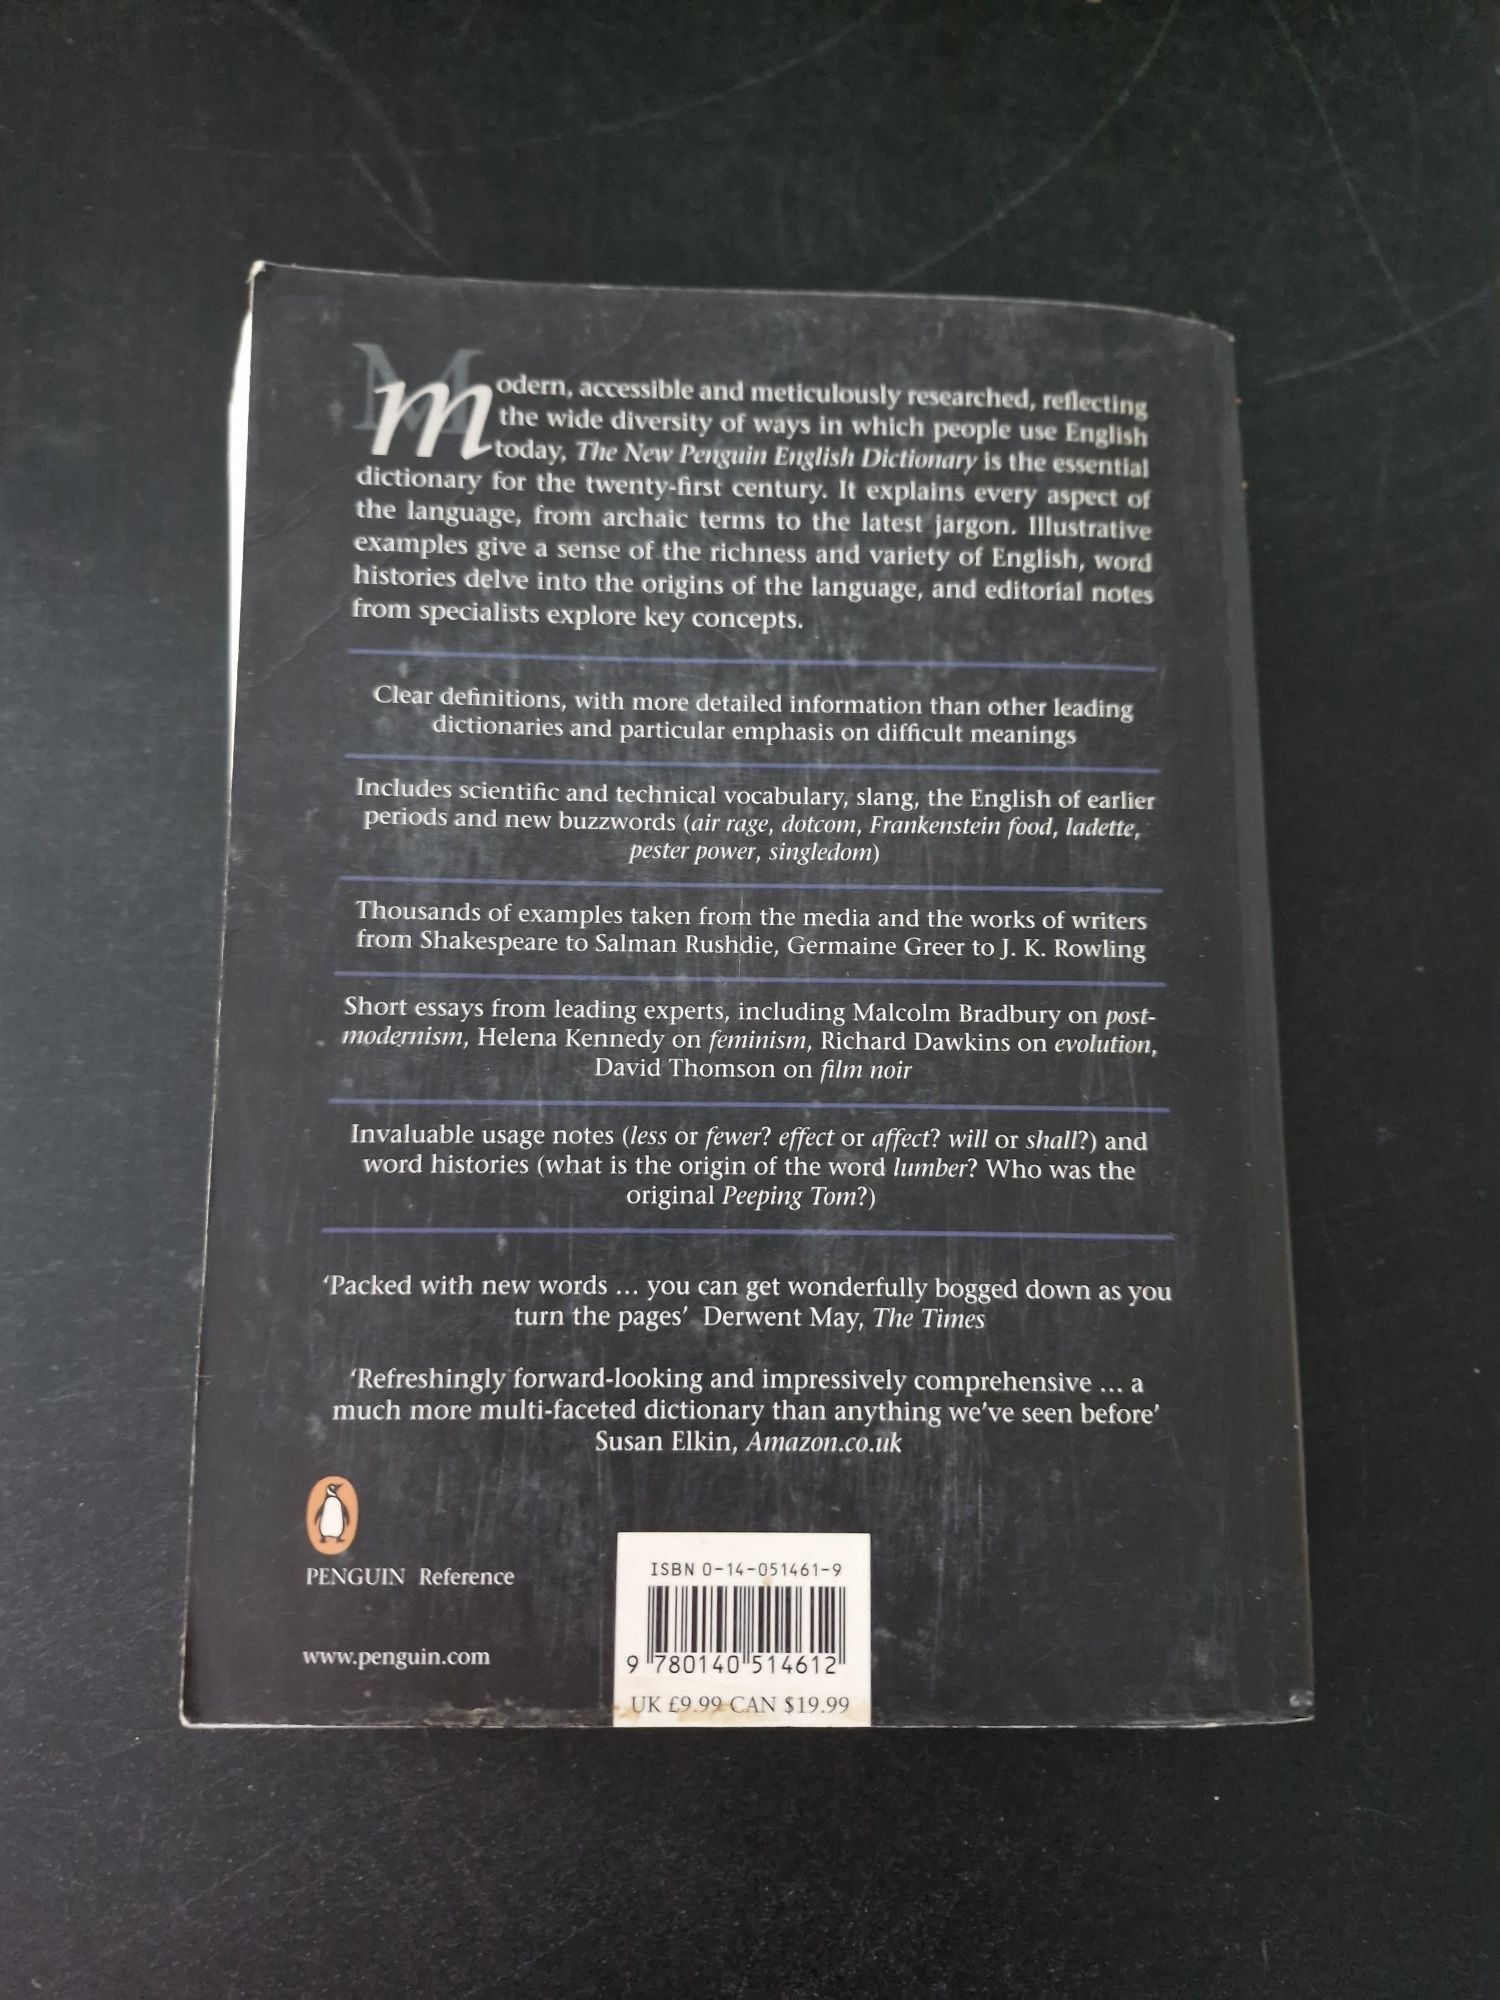 Modern, accessible and meticulously researched, reflecting
the wide diversity of ways in which people use English
today, The New Penguin English Dictionary is the essential
dictionary for the twenty-first century. It explains every aspect of
the language, from archaic terms to the latest jargon. Illustrative
examples give a sense of the richness and variety of English, word
histories delve into the origins of the language, and editorial notes
from specialists explore key concepts.
Clear definitions, with more detailed information than other leading
dictionaries and particular emphasis on difficult meanings
Includes scientific and technical vocabulary, slang, the English of earlier
periods and new buzzwords (air rage, dotcom, Frankenstein food, ladette,
pester power, singledom)
Thousands of examples taken from the media and the works of writers
from Shakespeare to Salman Rushdie, Germaine Greer to J. K. Rowling
Short essays from leading experts, including Malcolm Bradbury on post-
modernism, Helena Kennedy on feminism, Richard Dawkins on evolution,
David Thomson on film noir
Invaluable usage notes (less or fewer? effect or affect? will or shall?) and
word histories (what is the origin of the word lumber? Who was the
original Peeping Tom?)
‘Packed with new words ... you can get wonderfully bogged down as you
turn the pages’ Derwent May, The Times
‘Refreshingly forward-looking and impressively comprehensive ... a
much more multi-faceted dictionary than anything we’ve seen before’
Susan Elkin, Amazon.co.uk
PENGUIN Reference
www.penguin.com
ISBN 0-14-051461-9
9 780140 514612
UK £9.99 CAN $19.99